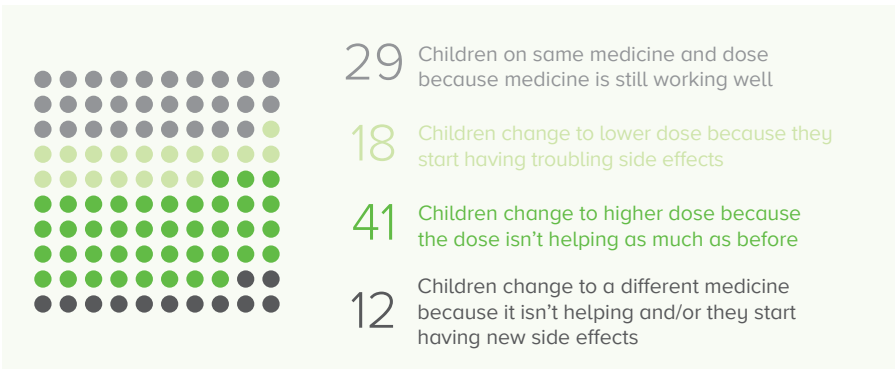 29
Children on same medicine and dose
because medicine is still working well
18
Children change to lower dose because they
start having troubling side effects
41
Children change to higher dose because
the dose isn't helping as much as before
12
Children change to a different medicine
because it isn't helping and/or they start
having new side effects